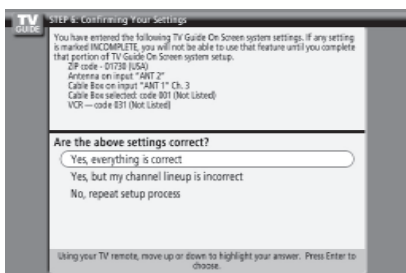 TV
GUIDE
STEP 6: Confirming Your Settings
You have entered the following TV Guide On Screen system settings. If any setting
is marked INCOMPLETE, you will not be able to use that feature until you complete
that portion of TV Guide On Screen system setup.
ZIP code - 01730 (USA)
Antenna on input "ANT 2"
Cable Box on input "ANT 1" Ch. 3
Cable Box selected: code 001 (Not Listed)
VCR — code 031 (Not Listed)
Are the above settings correct?
Yes, everything is correct
Yes, but my channel lineup is incorrect
No, repeat setup process
Using your TV remote, move up or down to highlight your answer. Press Enter to
choose.